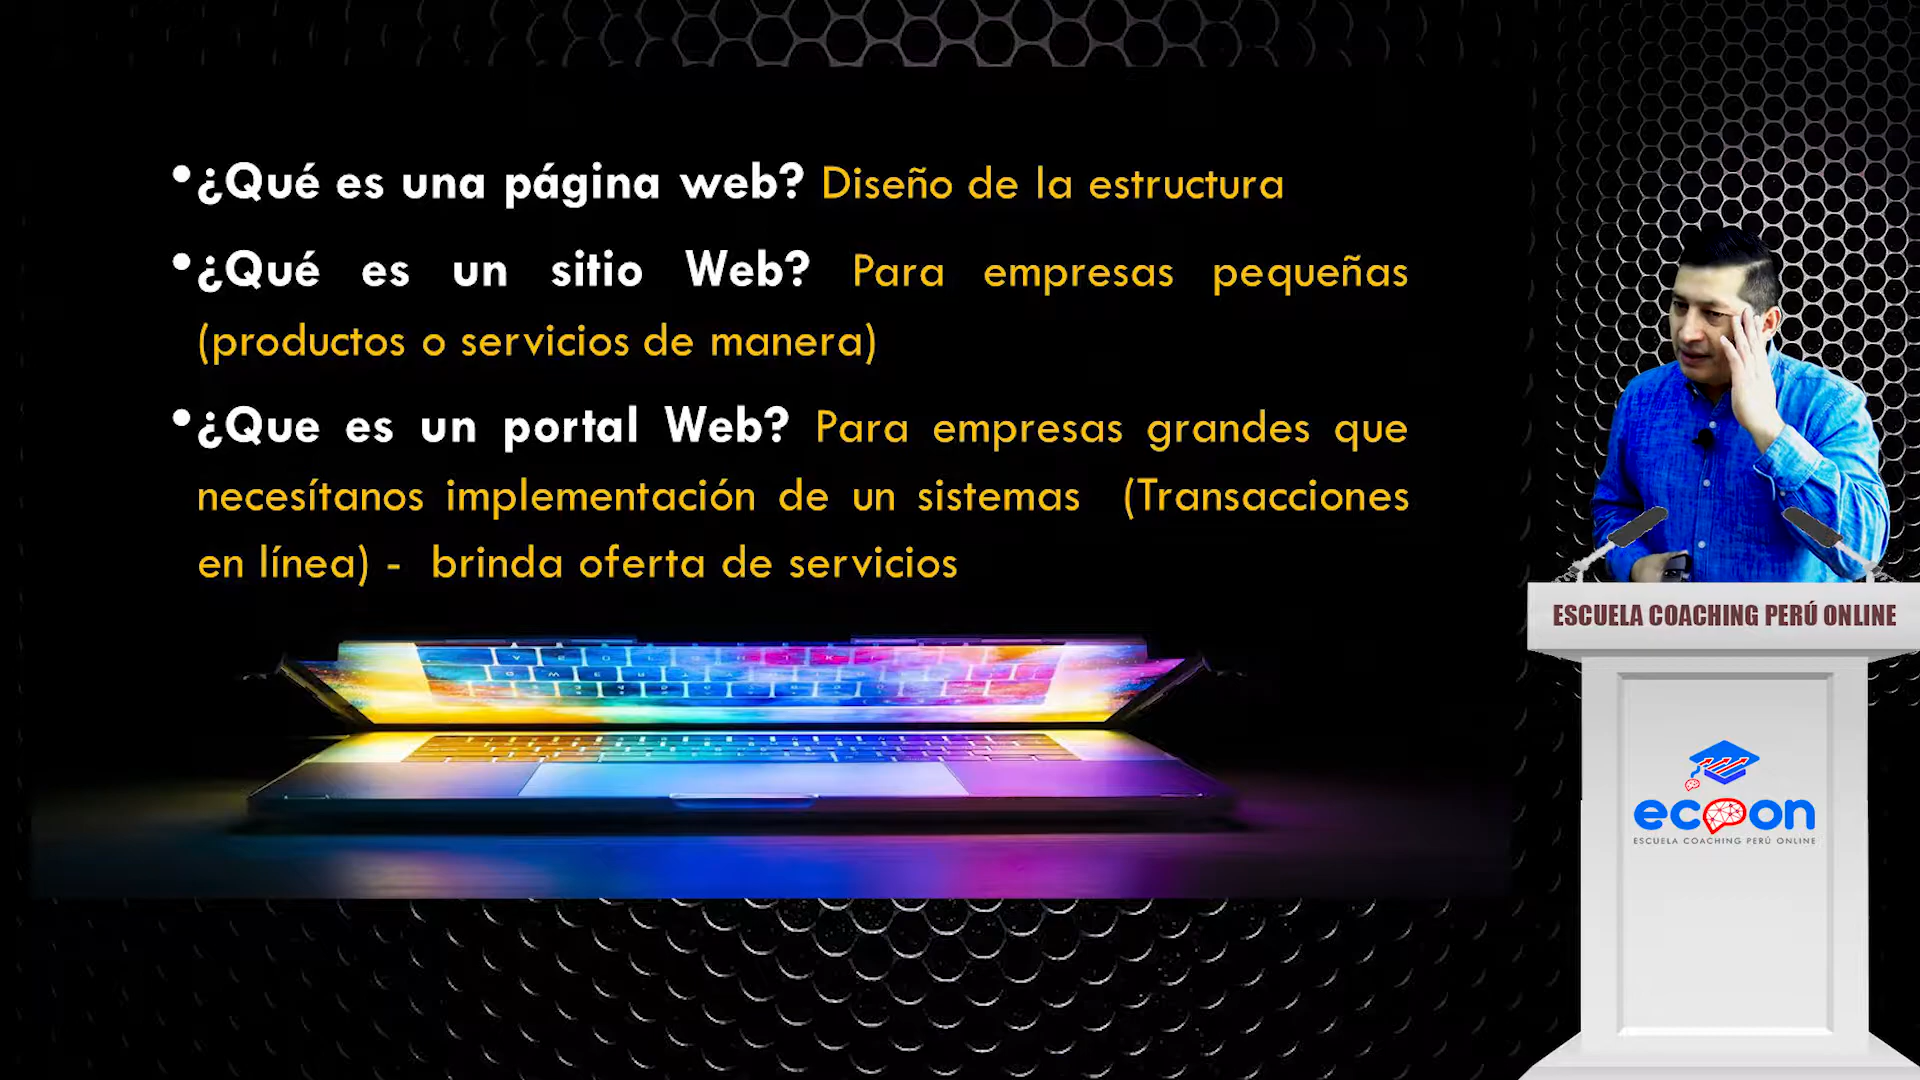 •¿Qué es una página web? Diseño de la estructura
•¿Qué es un sitio Web? Para empresas pequeñas
(productos o servicios de manera)
•¿Que es un portal Web? Para empresas grandes que
necesítanos implementación de un sistemas (Transacciones
en línea) - brinda oferta de servicios
ESCUELA COACHING PERÚ ONLINE
ecpon
ESCUELA COACHING PERÚ ONLINE